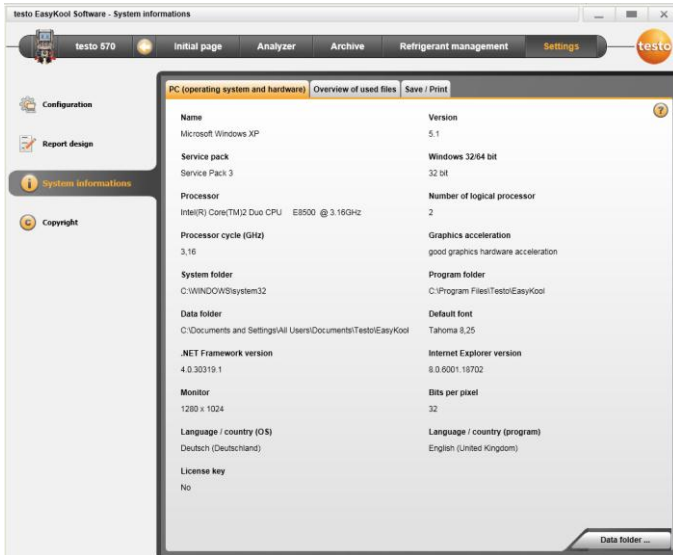 testo EasyKool Software - System informations
testo 570 Initial page Analyzer Archive Refrigerant management Settings testo
Configuration
Report design
System informations
Copyright
PC (operating system and hardware) Overview of used files Save / Print
Name Version
Microsoft Windows XP 5.1
Service pack Windows 32/64 bit
Service Pack 3 32 bit
Processor Number of logical processor
Intel(R) Core(TM)2 Duo CPU E8500 @ 3.16GHz 2
Processor cycle (GHz) Graphics acceleration
3,16 good graphics hardware acceleration
System folder Program folder
C:\WINDOWS\system32 C:\Program Files\Testo\EasyKool
Data folder Default font
C:\Documents and Settings\All Users\Documents\Testo\EasyKool Tahoma 8,25
.NET Framework version Internet Explorer version
4.0.30319.1 8.0.6001.18702
Monitor Bits per pixel
1280 x 1024 32
Language / country (OS) Language / country (program)
Deutsch (Deutschland) English (United Kingdom)
License key
No
Data folder ...